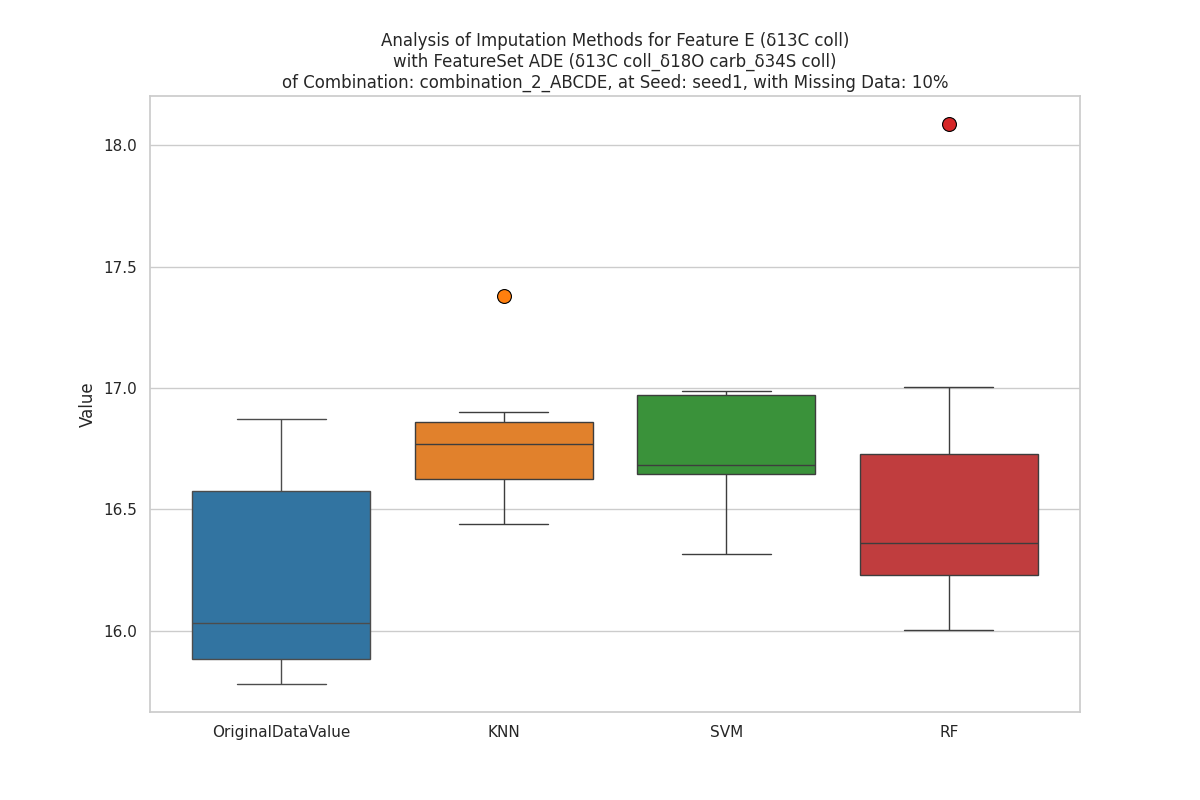 Analysis of Imputation Methods for Feature E (δ13C coll)
with FeatureSet ADE (δ13C coll_δ18O carb_δ34S coll)
of Combination: combination_2_ABCDE, at Seed: seed1, with Missing Data: 10%
18.0
17.5
17.0
16.5
16.0
Value
OriginalDataValue
KNN
SVM
RF